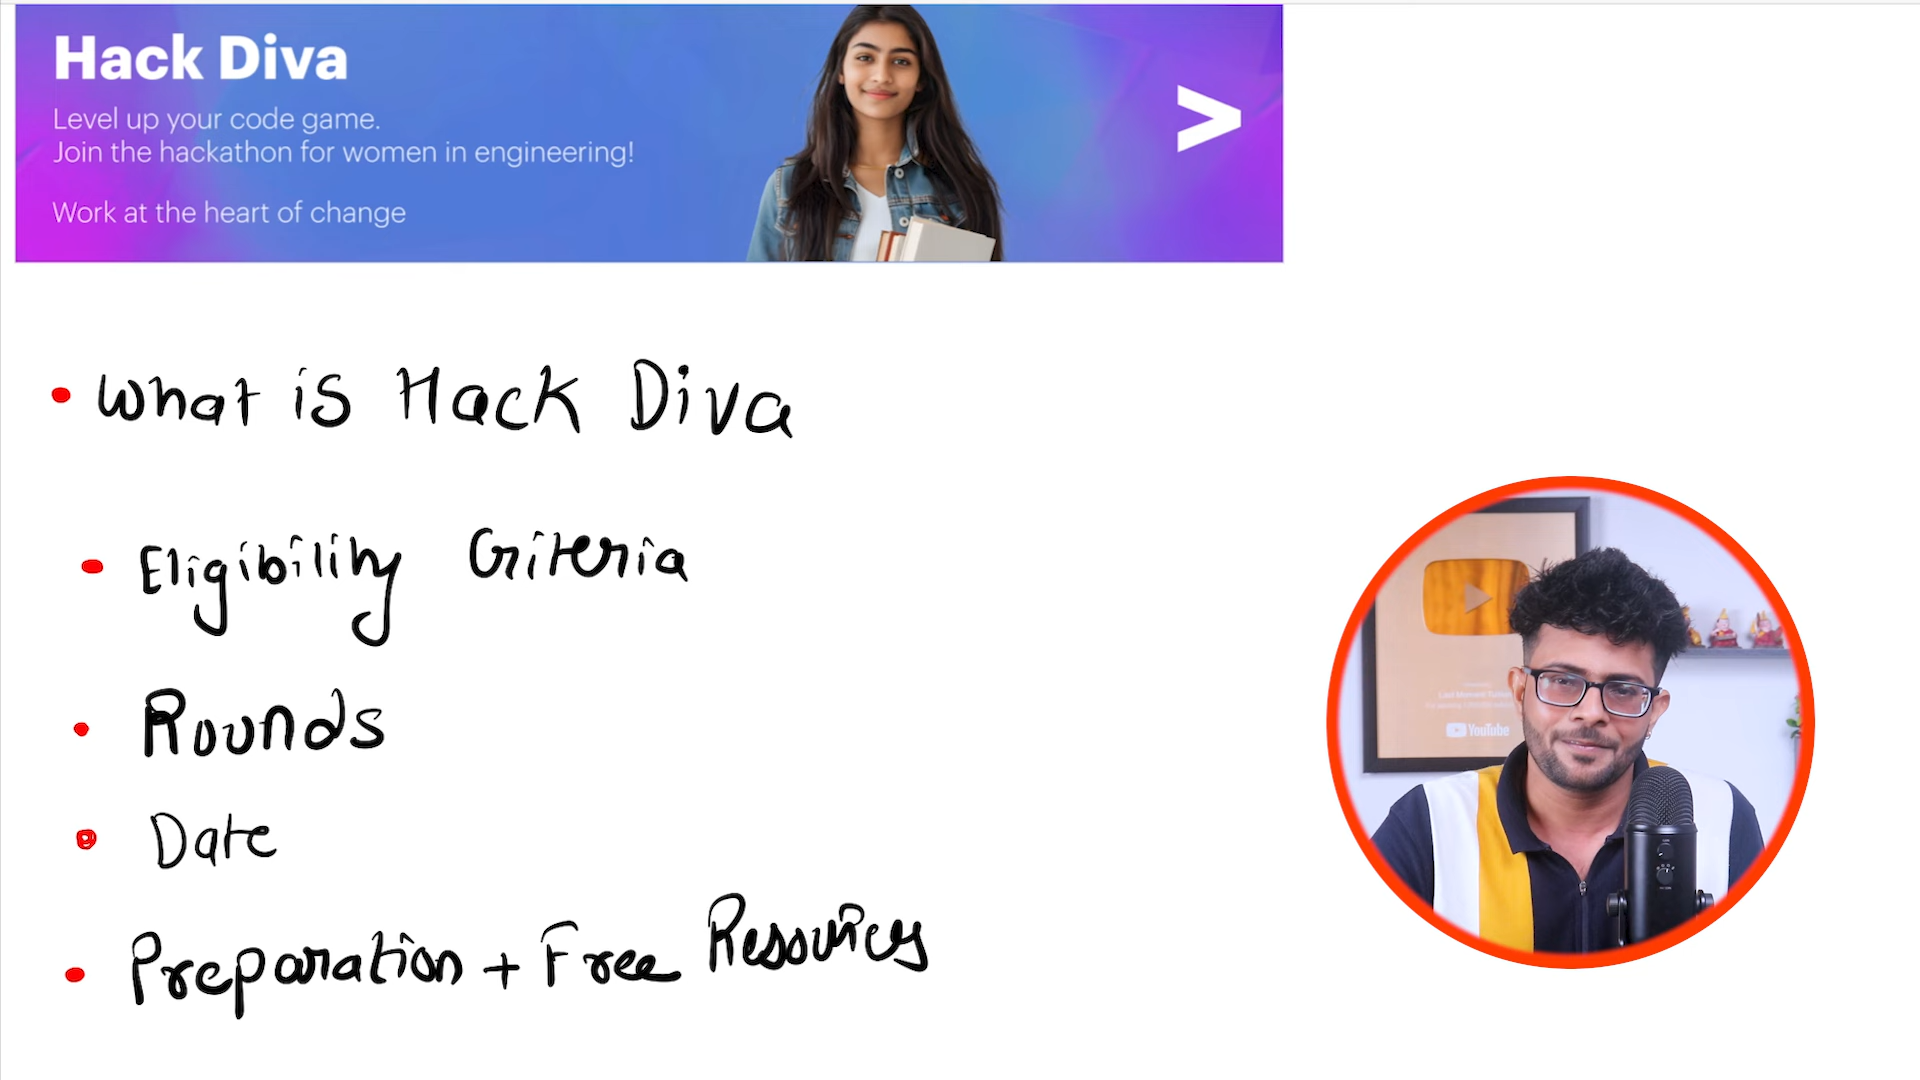 Hack Diva
Level up your code game.
Join the hackathon for women in engineering!
Work at the heart of change
>
• What is Hack Diva
• Eligibility Criteria
• Rounds
• Date
• Preparation + Free Resources
YouTube